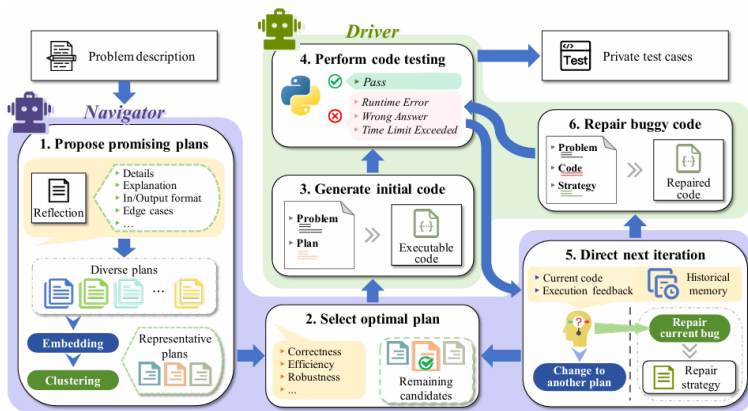 Problem description
Navigator
1. Propose promising plans
Reflection
Details
Explanation
In/Output format
Edge cases
...
Diverse plans
...
Embedding
Clustering
Representative
plans
2. Select optimal plan
Correctness
Efficiency
Robustness
...
Remaining
candidates
Driver
3. Generate initial code
Problem
Plan
{··}
Executable
code
4. Perform code testing
Pass
Runtime Error
Wrong Answer
Time Limit Exceeded
</>
Test
Private test cases
5. Direct next iteration
Current code
Execution feedback
Historical
memory
?
Change to
another plan
Repair
current bug
Repair
strategy
6. Repair buggy code
Problem
Code
Strategy
{··}
Repaired
code